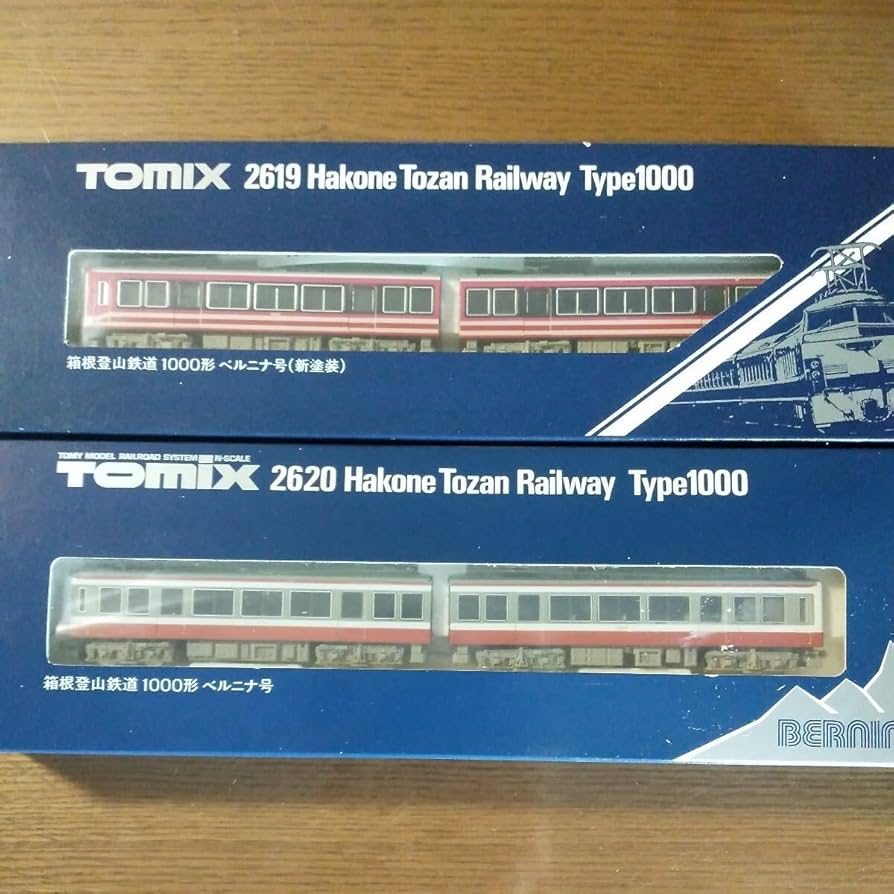 TOMIX 2619 Hakone Tozan Railway Type1000
箱根登山鉄道 1000形 ベルニナ号(新塗装)
TOMY MODEL RAILROAD SYSTEM N-SCALE
TOMIX 2620 Hakone Tozan Railway Type1000
箱根登山鉄道 1000形 ベルニナ号
BERNIN